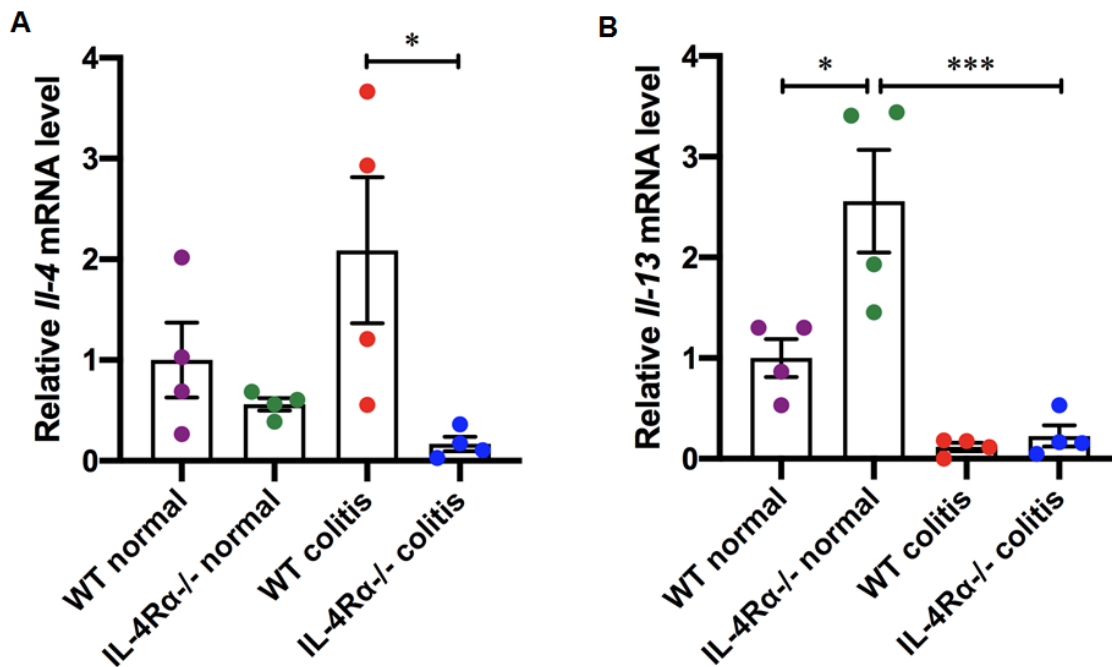 A
Relative Il-4 mRNA level
4
3
2
1
0
*
WT normal
IL-4Rα-/- normal
WT colitis
IL-4Rα-/- colitis
B
Relative Il-13 mRNA level
4
3
2
1
0
*
***
WT normal
IL-4Rα-/- normal
WT colitis
IL-4Rα-/- colitis